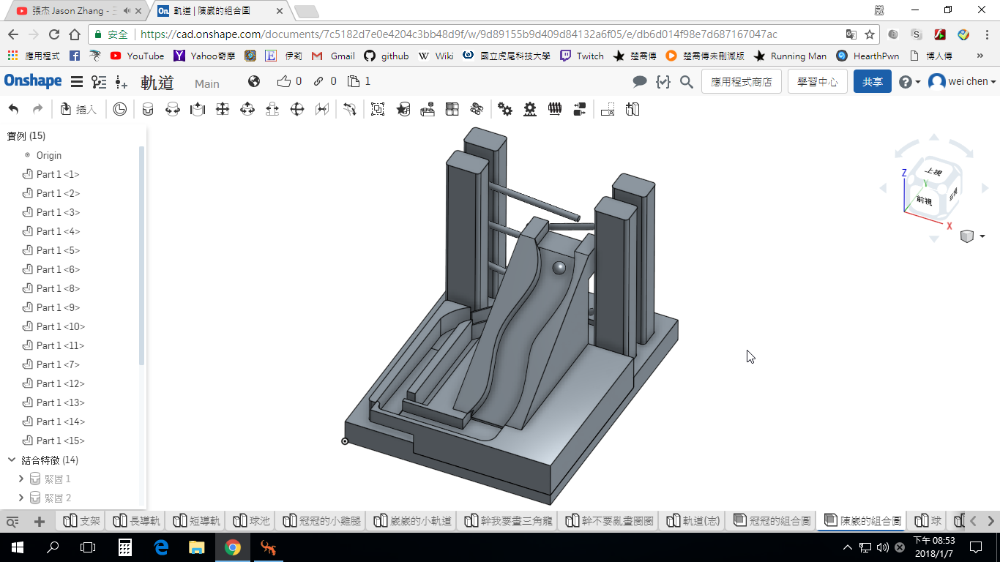 張杰 Jason Zhang - 三
軌道 | 陳崴的組合圖
安全 | https://cad.onshape.com/documents/7c5182d7e0e4204c3bb48d9f/w/9d89155b9d409d84132a6f05/e/db6d014f98e7d687167047ac
應用程式 YouTube Yahoo奇摩 伊莉 Gmail github Wiki 國立虎尾科技大學 Twitch 楚喬傳 楚喬傳未刪減版 Running Man HearthPwn 博人傳 »
Onshape 軌道 Main 0 0 1 應用程式商店 學習中心 共享 wei chen
插入
實例 (15)
Origin
Part 1 <1>
Part 1 <2>
Part 1 <3>
Part 1 <4>
Part 1 <5>
Part 1 <6>
Part 1 <8>
Part 1 <9>
Part 1 <10>
Part 1 <11>
Part 1 <7>
Part 1 <12>
Part 1 <13>
Part 1 <14>
Part 1 <15>
結合特徵 (14)
緊固 1
緊固 2
Z
Y
X
上視
前視
右視
支架 長導軌 短導軌 球池 冠冠的小雞腿 崴崴的小軌道 幹我要畫三角龍 幹不要亂畫圈圈 軌道(志) 冠冠的組合圖 陳崴的組合圖 球
下午 08:53
2018/1/7